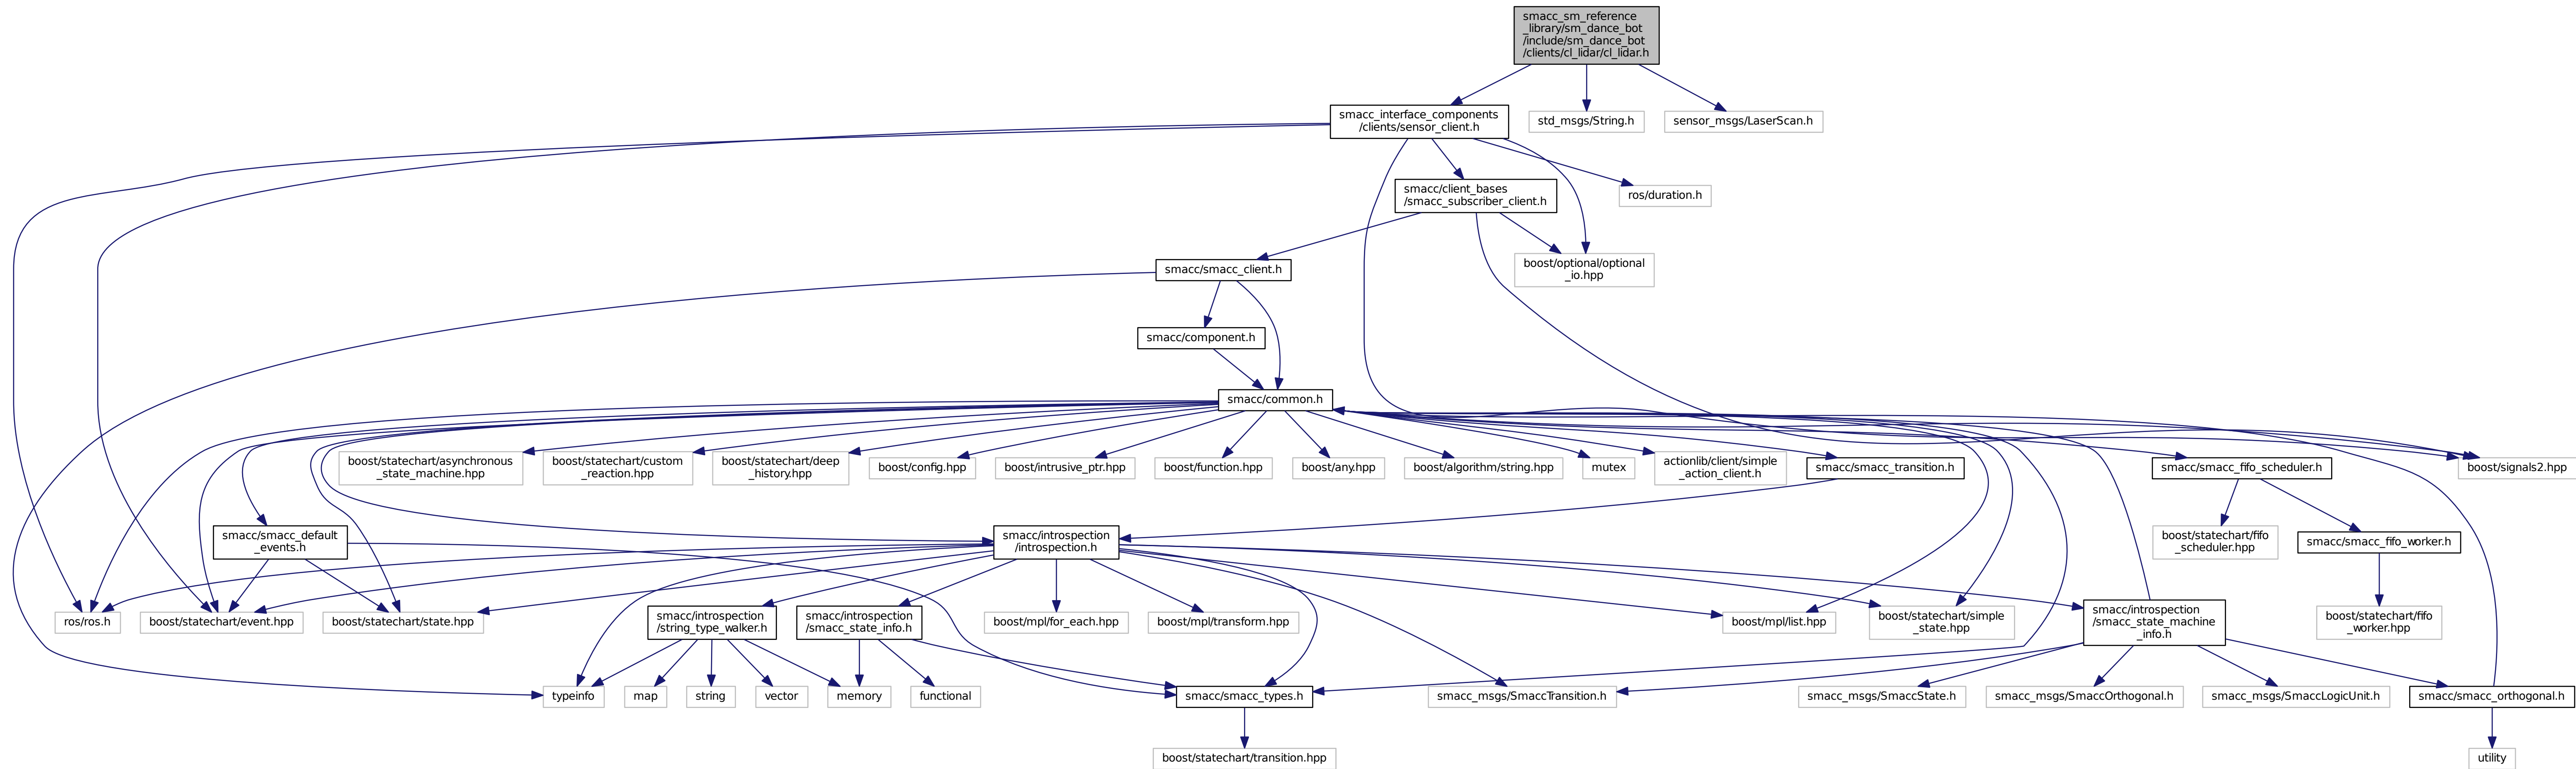 smacc_sm_reference
_library/sm_dance_bot
/include/sm_dance_bot
/clients/cl_lidar/cl_lidar.h
smacc_interface_components
/clients/sensor_client.h
std_msgs/String.h
sensor_msgs/LaserScan.h
smacc/client_bases
/smacc_subscriber_client.h
ros/duration.h
smacc/smacc_client.h
boost/optional/optional
_io.hpp
smacc/component.h
smacc/common.h
boost/statechart/asynchronous
_state_machine.hpp
boost/statechart/custom
_reaction.hpp
boost/statechart/deep
_history.hpp
boost/config.hpp
boost/intrusive_ptr.hpp
boost/function.hpp
boost/any.hpp
boost/algorithm/string.hpp
mutex
actionlib/client/simple
_action_client.h
smacc/smacc_transition.h
smacc/smacc_fifo_scheduler.h
boost/signals2.hpp
smacc/smacc_default
_events.h
smacc/introspection
/introspection.h
boost/statechart/fifo
_scheduler.hpp
smacc/smacc_fifo_worker.h
ros/ros.h
boost/statechart/event.hpp
boost/statechart/state.hpp
smacc/introspection
/string_type_walker.h
smacc/introspection
/smacc_state_info.h
boost/mpl/for_each.hpp
boost/mpl/transform.hpp
boost/mpl/list.hpp
boost/statechart/simple
_state.hpp
smacc/introspection
/smacc_state_machine
_info.h
boost/statechart/fifo
_worker.hpp
typeinfo
map
string
vector
memory
functional
smacc/smacc_types.h
smacc_msgs/SmaccTransition.h
smacc_msgs/SmaccState.h
smacc_msgs/SmaccOrthogonal.h
smacc_msgs/SmaccLogicUnit.h
smacc/smacc_orthogonal.h
boost/statechart/transition.hpp
utility